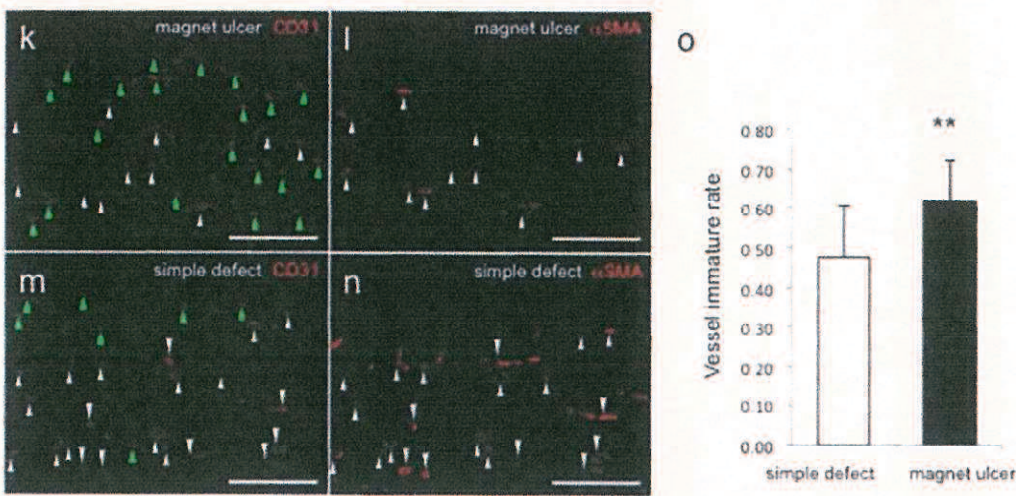 k
magnet ulcer CD31
l
magnet ulcer αSMA
m
simple defect CD31
n
simple defect αSMA
o
Vessel immature rate
0.80
0.70
0.60
0.50
0.40
0.30
0.20
0.10
0.00
**
simple defect
magnet ulcer